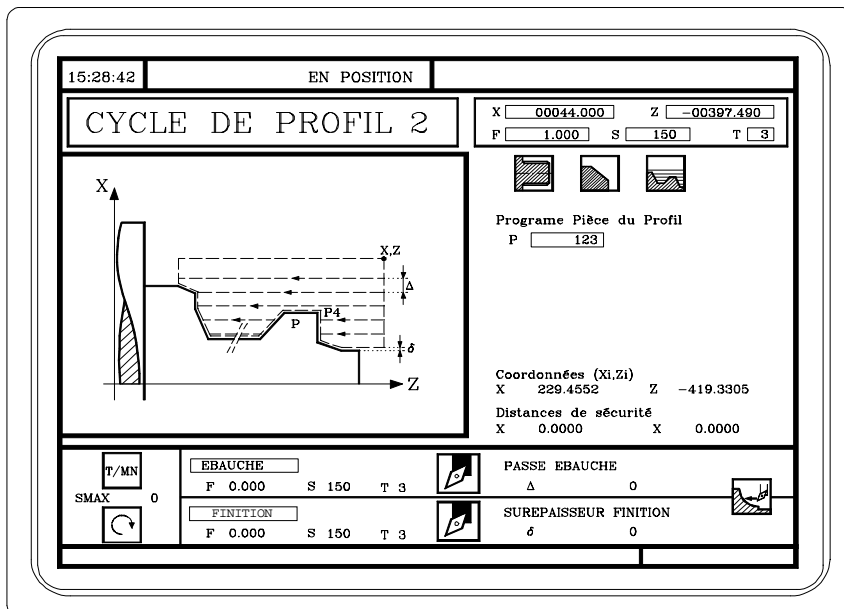 15:28:42 EN POSITION
CYCLE DE PROFIL 2
X 00044.000 Z -00397.490
F 1.000 S 150 T 3
X
X,Z
Δ
P4
P
δ
Z
Programe Pièce du Profil
P 123
Coordonnées (Xi,Zi)
X 229.4552 Z -419.3305
Distances de sécurité
X 0.0000 X 0.0000
T/MN
SMAX 0
EBAUCHE
F 0.000 S 150 T 3
PASSE EBAUCHE
Δ 0
FINITION
F 0.000 S 150 T 3
SUREPAISSEUR FINITION
δ 0